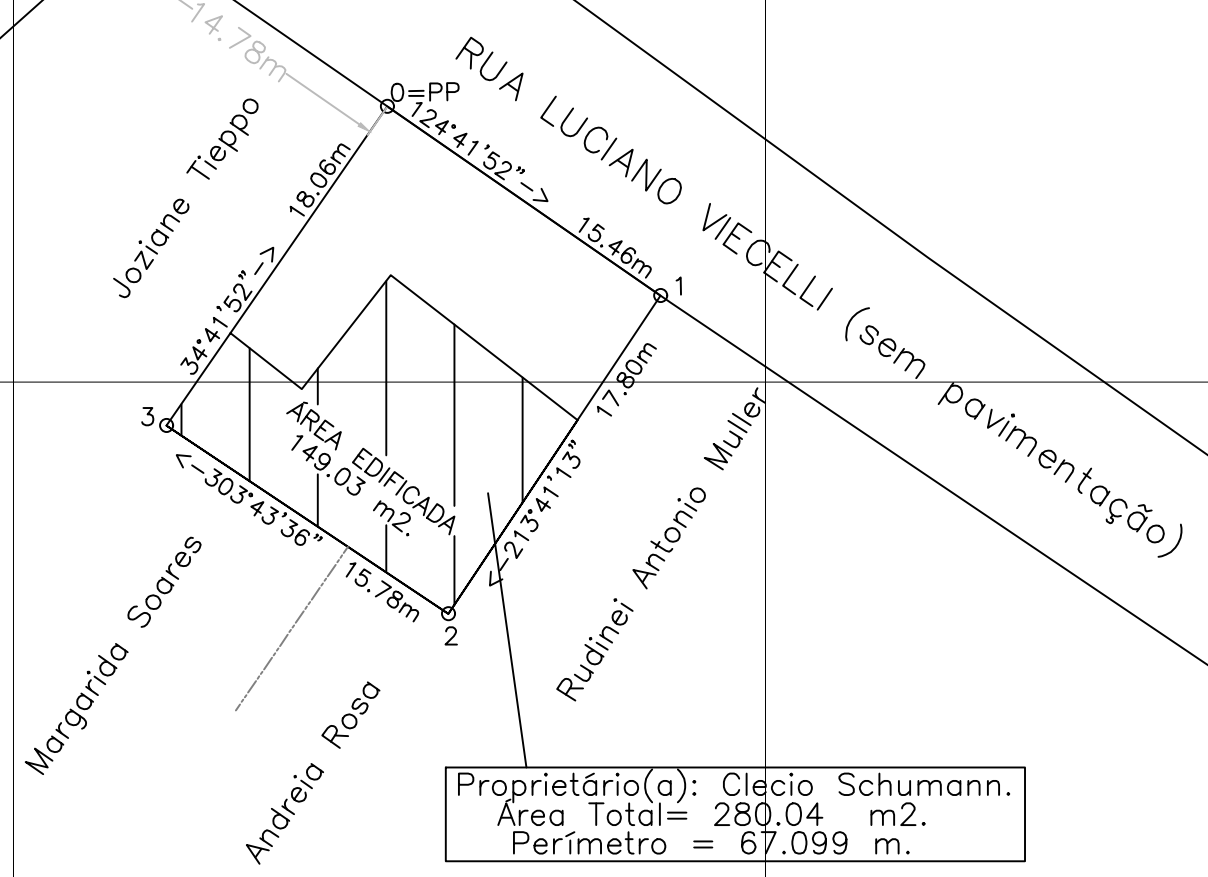 14.78m
0=PP
124°41'52"->
15.46m
1
RUA LUCIANO VIECELLI (sem pavimentação)
Joziane Tieppo
18.06m
34°41'52"->
3
ÁREA EDIFICADA
149.03 m2.
17.80m
<-213°41'13"
Rudinei Antonio Muller
<-303°43'36"
15.78m
2
Margarida Soares
Andreia Rosa
Proprietário(a): Clecio Schumann.
Área Total= 280.04 m2.
Perímetro = 67.099 m.